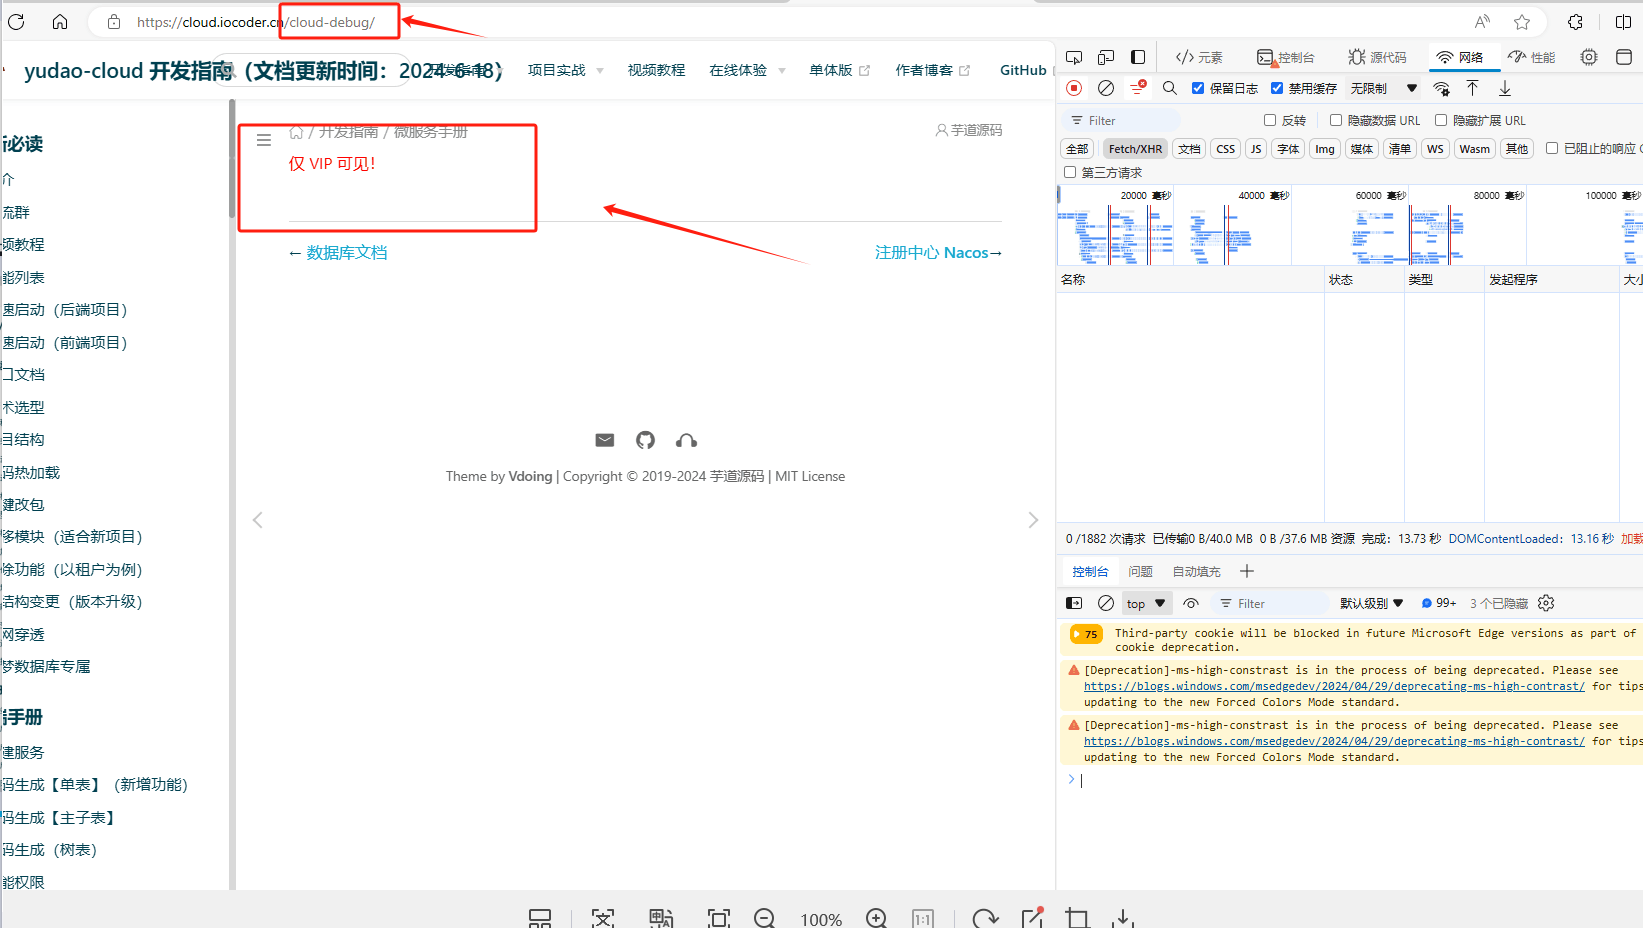 https://cloud.iocoder.cn/cloud-debug/
yudao-cloud 开发指南（文档更新时间：2024-6-18）
项目实战
视频教程
在线体验
单体版
作者博客
GitHub
必读
介
流群
频教程
能列表
速启动（后端项目）
速启动（前端项目）
口文档
术选型
目结构
码热加载
键改包
移模块（适合新项目）
除功能（以租户为例）
结构变更（版本升级）
网穿透
梦数据库专属
手册
建服务
码生成【单表】（新增功能）
码生成【主子表】
码生成（树表）
能权限
/ 开发指南 / 微服务手册
芋道源码
仅 VIP 可见！
← 数据库文档
注册中心 Nacos→
Theme by Vdoing | Copyright © 2019-2024 芋道源码 | MIT License
元素
控制台
源代码
网络
性能
保留日志
禁用缓存
无限制
Filter
反转
隐藏数据 URL
隐藏扩展 URL
全部
Fetch/XHR
文档
CSS
JS
字体
Img
媒体
清单
WS
Wasm
其他
已阻止的响应
第三方请求
20000 毫秒
40000 毫秒
60000 毫秒
80000 毫秒
100000 毫秒
名称
状态
类型
发起程序
大小
0 /1882 次请求 已传输0 B/40.0 MB 0 B /37.6 MB 资源 完成：13.73 秒 DOMContentLoaded：13.16 秒 加载
控制台
问题
自动填充
top
Filter
默认级别
99+
3 个已隐藏
75 Third-party cookie will be blocked in future Microsoft Edge versions as part of
cookie deprecation.
[Deprecation]-ms-high-constrast is in the process of being deprecated. Please see
https://blogs.windows.com/msedgedev/2024/04/29/deprecating-ms-high-contrast/ for tips
updating to the new Forced Colors Mode standard.
[Deprecation]-ms-high-constrast is in the process of being deprecated. Please see
https://blogs.windows.com/msedgedev/2024/04/29/deprecating-ms-high-contrast/ for tips
updating to the new Forced Colors Mode standard.
100%
1:1